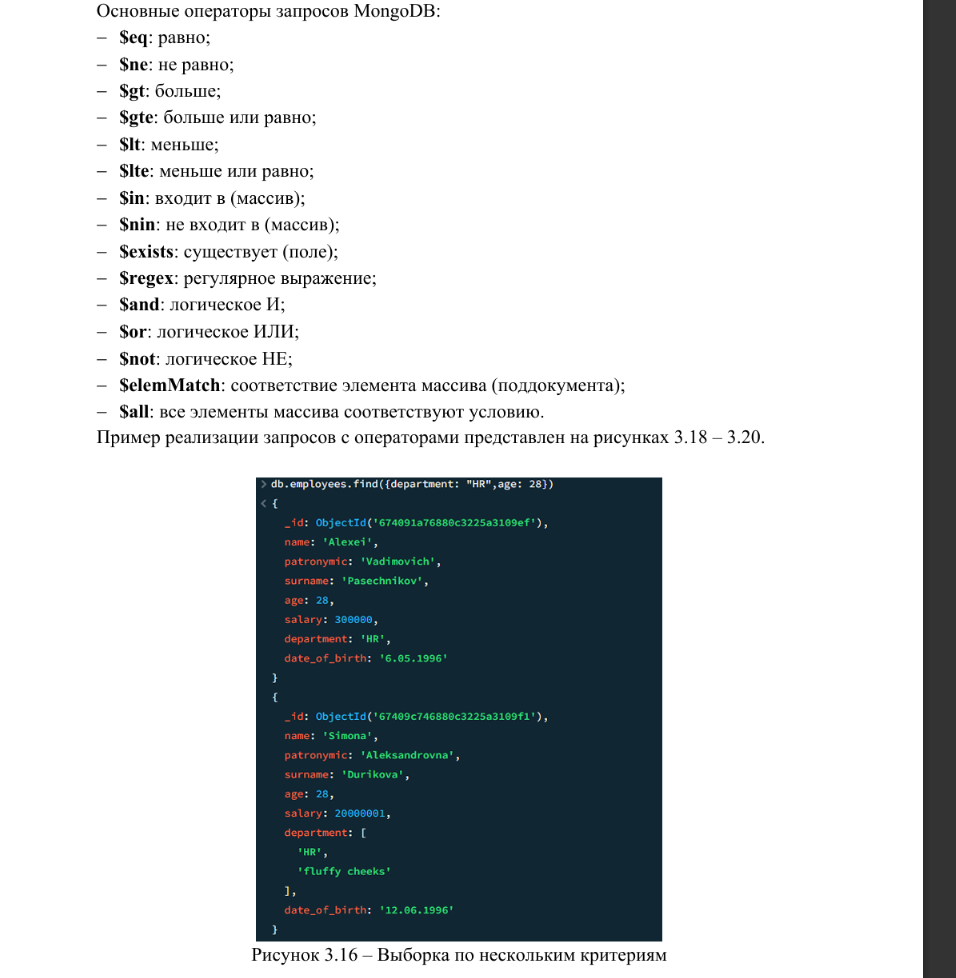 Основные операторы запросов MongoDB:
– $eq: равно;
– $ne: не равно;
– $gt: больше;
– $gte: больше или равно;
– $lt: меньше;
– $lte: меньше или равно;
– $in: входит в (массив);
– $nin: не входит в (массив);
– $exists: существует (поле);
– $regex: регулярное выражение;
– $and: логическое И;
– $or: логическое ИЛИ;
– $not: логическое НЕ;
– $elemMatch: соответствие элемента массива (поддокумента);
– $all: все элементы массива соответствуют условию.
Пример реализации запросов с операторами представлен на рисунках 3.18 – 3.20.
> db.employees.find({department: "HR",age: 28})
< {
_id: ObjectId('674091a76880c3225a3109ef'),
name: 'Alexei',
patronymic: 'Vadimovich',
surname: 'Pasechnikov',
age: 28,
salary: 300000,
department: 'HR',
date_of_birth: '6.05.1996'
}
{
_id: ObjectId('67409c746880c3225a3109f1'),
name: 'Simona',
patronymic: 'Aleksandrovna',
surname: 'Durikova',
age: 28,
salary: 20000001,
department: [
'HR',
'fluffy cheeks'
],
date_of_birth: '12.06.1996'
}
Рисунок 3.16 – Выборка по нескольким критериям